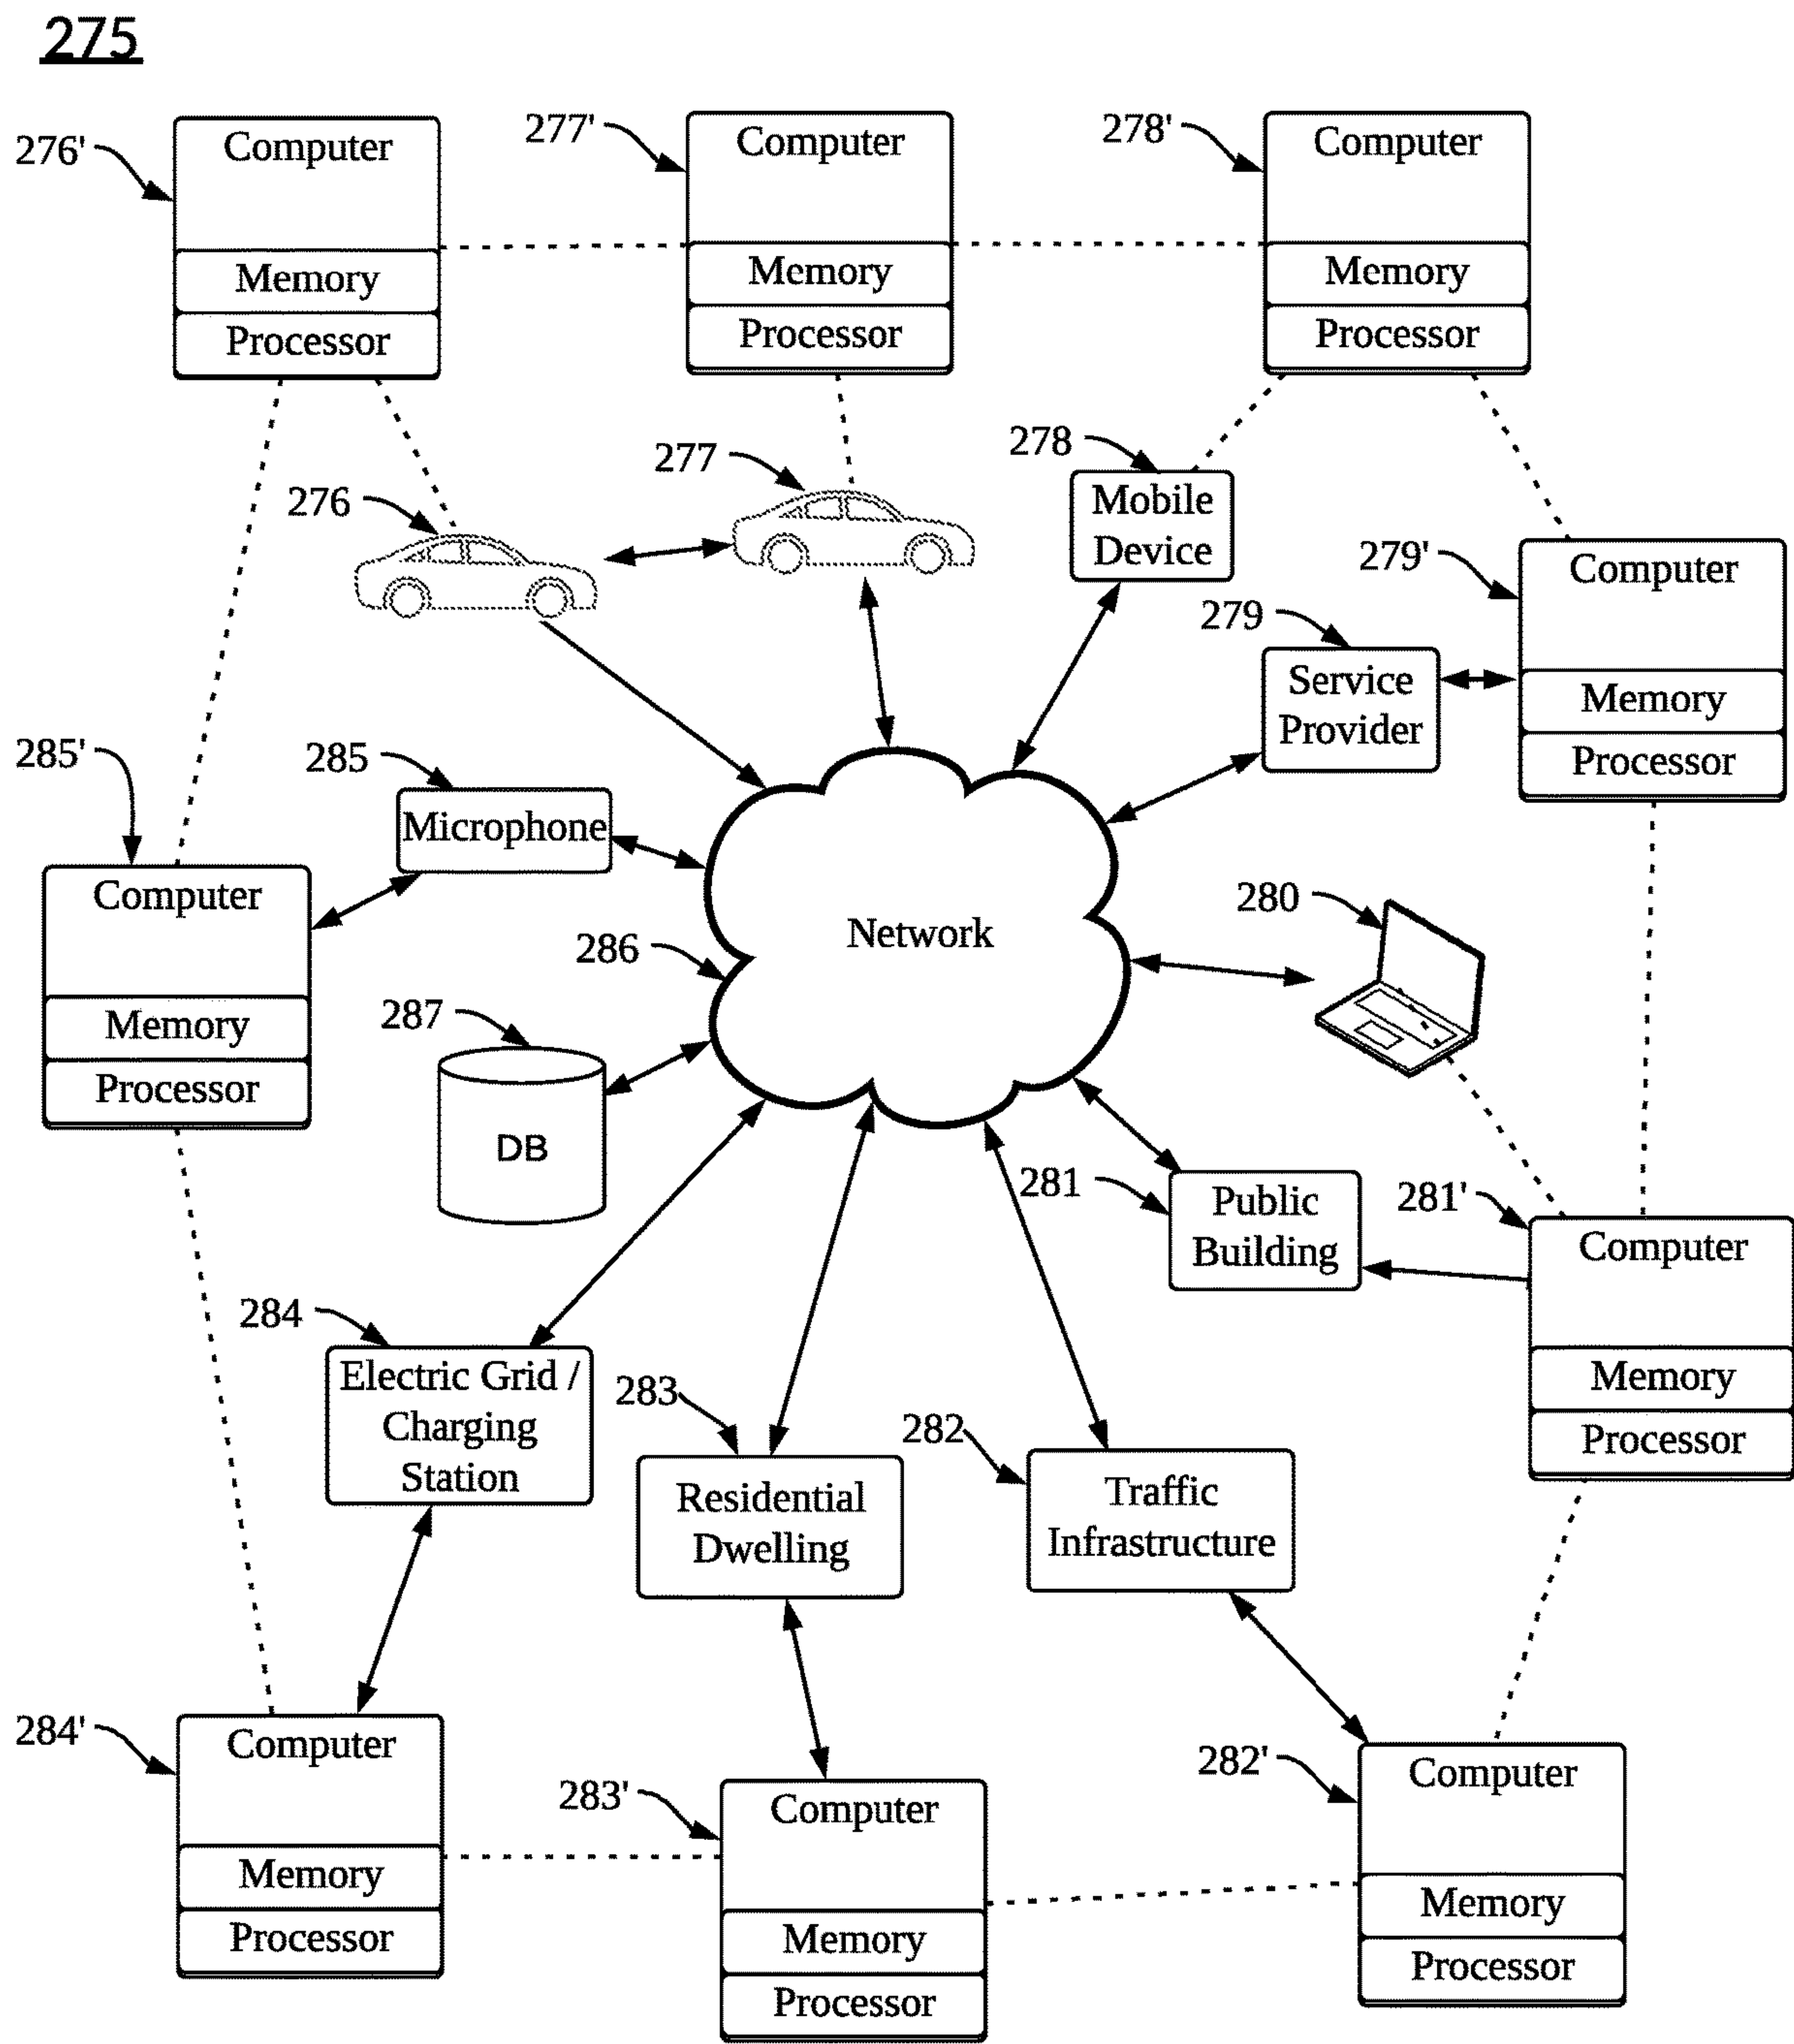 275
276'
Computer
Memory
Processor
277'
Computer
Memory
Processor
278'
Computer
Memory
Processor
276
277
278
Mobile
Device
279'
Computer
Memory
Processor
279
Service
Provider
285'
Computer
Memory
Processor
285
Microphone
Network
286
280
287
DB
281
Public
Building
281'
Computer
Memory
Processor
284
Electric Grid /
Charging
Station
283
Residential
Dwelling
282
Traffic
Infrastructure
284'
Computer
Memory
Processor
283'
Computer
Memory
Processor
282'
Computer
Memory
Processor